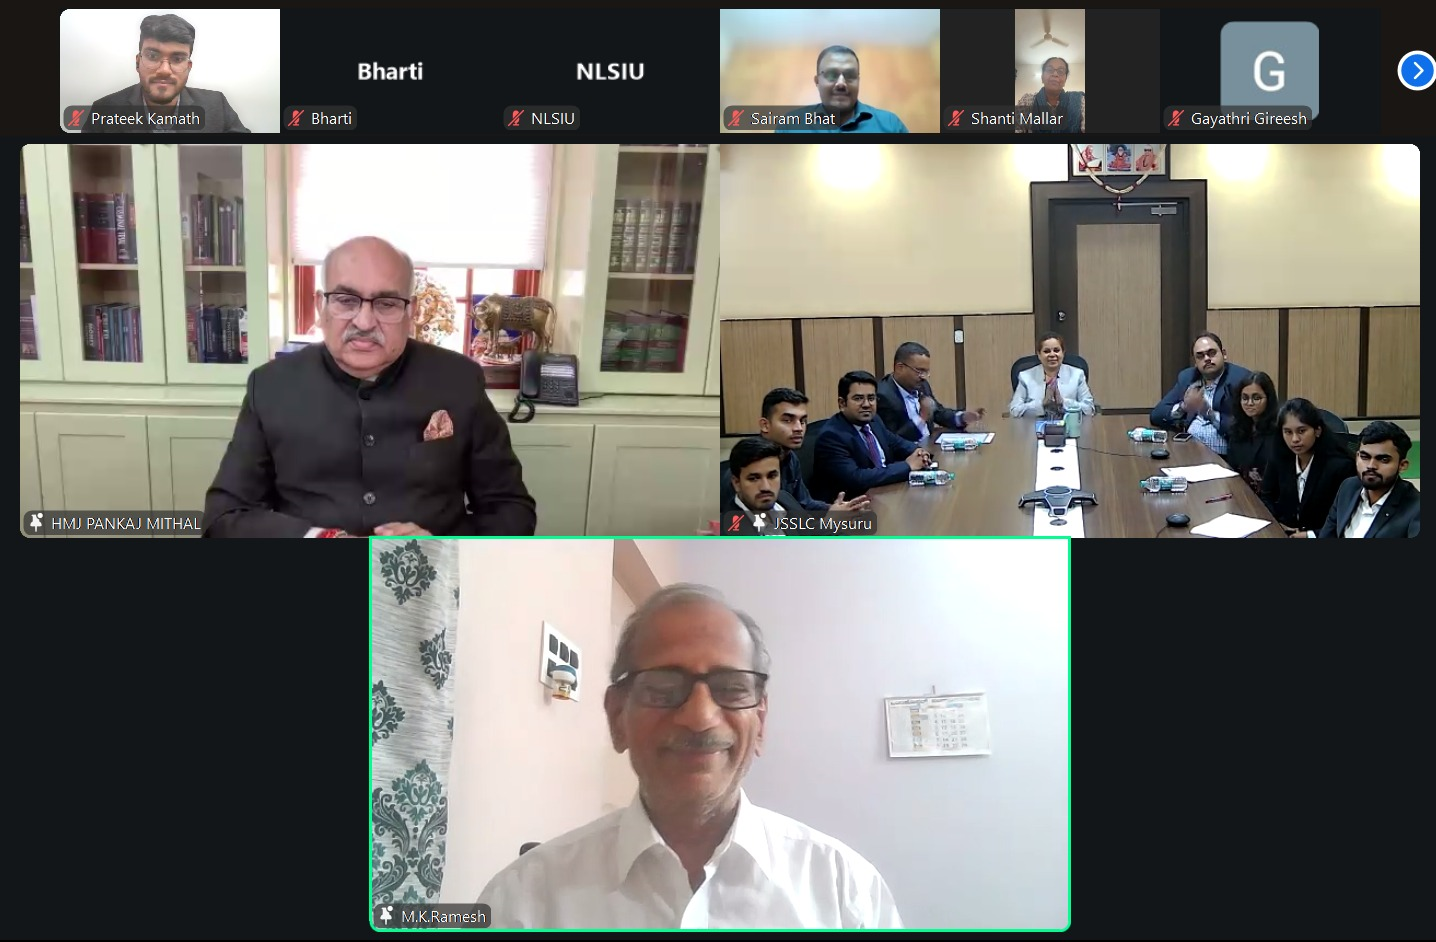 Bharti
NLSIU
G
Prateek Kamath
Bharti
NLSIU
Sairam Bhat
Shanti Mallar
Gayathri Gireesh
HMJ PANKAJ MITHAL
JSSLC Mysuru
M.K.Ramesh